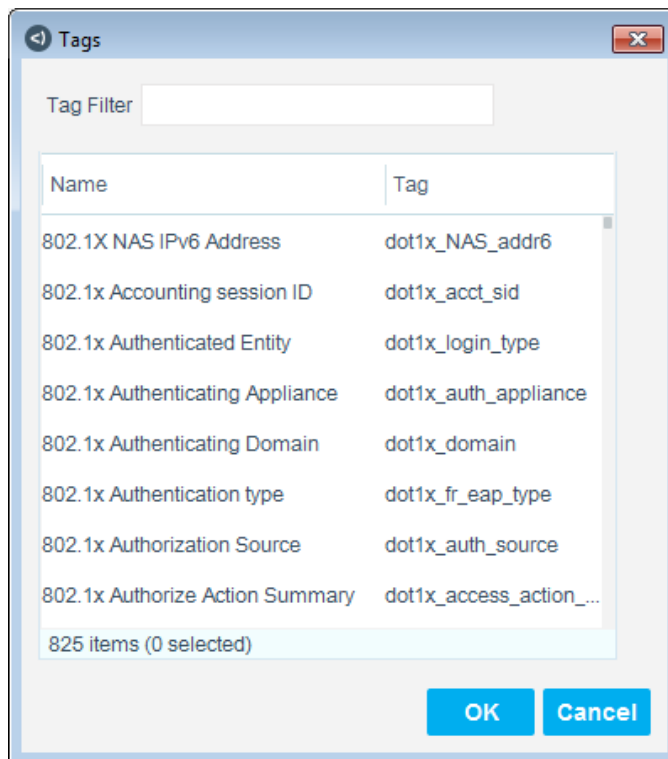 Tags
Tag Filter
Name Tag
802.1X NAS IPv6 Address dot1x_NAS_addr6
802.1x Accounting session ID dot1x_acct_sid
802.1x Authenticated Entity dot1x_login_type
802.1x Authenticating Appliance dot1x_auth_appliance
802.1x Authenticating Domain dot1x_domain
802.1x Authentication type dot1x_fr_eap_type
802.1x Authorization Source dot1x_auth_source
802.1x Authorize Action Summary dot1x_access_action_...
825 items (0 selected)
OK Cancel